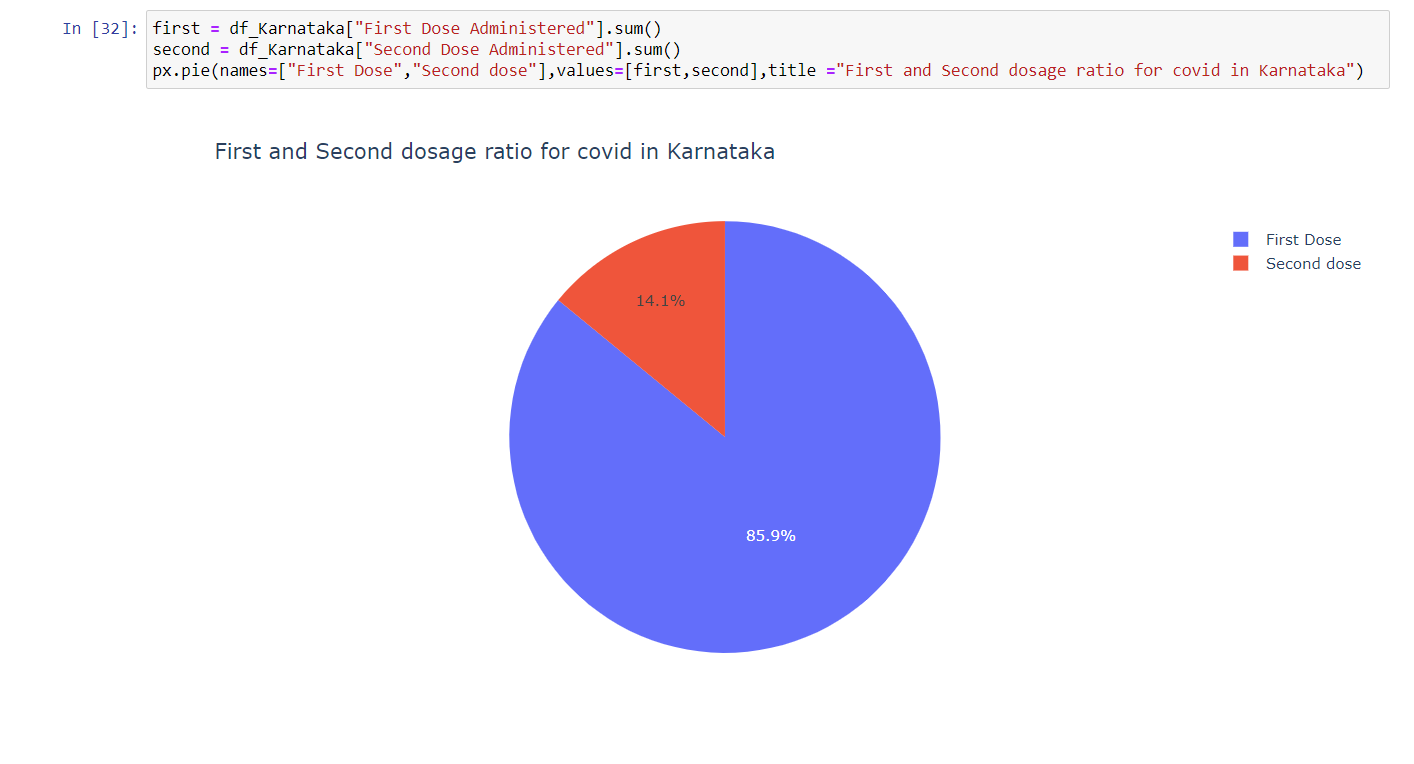 In [32]: first = df_Karnataka["First Dose Administered"].sum()
second = df_Karnataka["Second Dose Administered"].sum()
px.pie(names=["First Dose","Second dose"],values=[first,second],title ="First and Second dosage ratio for covid in Karnataka")
First and Second dosage ratio for covid in Karnataka
First Dose
Second dose
14.1%
85.9%